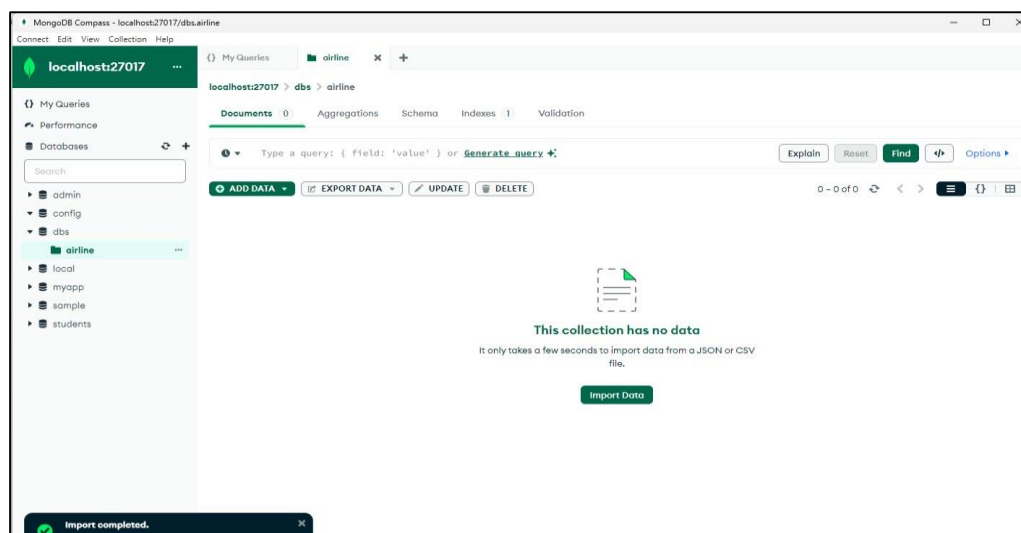 MongoDB Compass - localhost:27017/dbs.airline
Connect Edit View Collection Help
localhost:27017 ...
{} My Queries
airline
localhost:27017 > dbs > airline
Documents 0 Aggregations Schema Indexes 1 Validation
{} My Queries
Performance
Databases
Search
admin
config
dbs
airline ...
local
myapp
sample
students
Type a query: { field: 'value' } or Generate query
Explain Reset Find </> Options
ADD DATA EXPORT DATA UPDATE DELETE
0 – 0 of 0 {}
This collection has no data
It only takes a few seconds to import data from a JSON or CSV
file.
Import Data
Import completed.